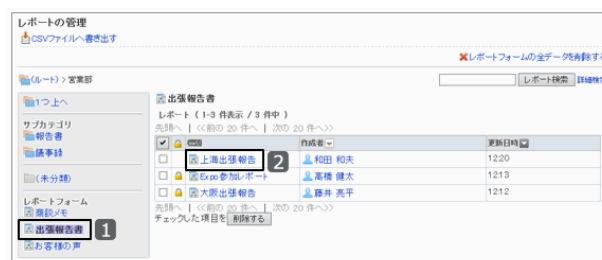 レポートの管理
CSVファイルへ書き出す
レポートフォームの全データを削除する
(ルート) > 営業部
レポート検索 詳細検索
1つ上へ
サブカテゴリ
報告書
議事録
(未分類)
レポートフォーム
商談メモ
出張報告書 1
お客様の声
出張報告書
レポート ( 1-3 件表示 / 3 件中 )
先頭へ | <<前の 20 件へ | 次の 20 件へ>>
作成者 更新日時
上海出張報告 2 和田 和夫 12:20
Expo参加レポート 高橋 健太 12:13
大阪出張報告 藤井 亮平 12:12
先頭へ | <<前の 20 件へ | 次の 20 件へ>>
チェックした項目を 削除する